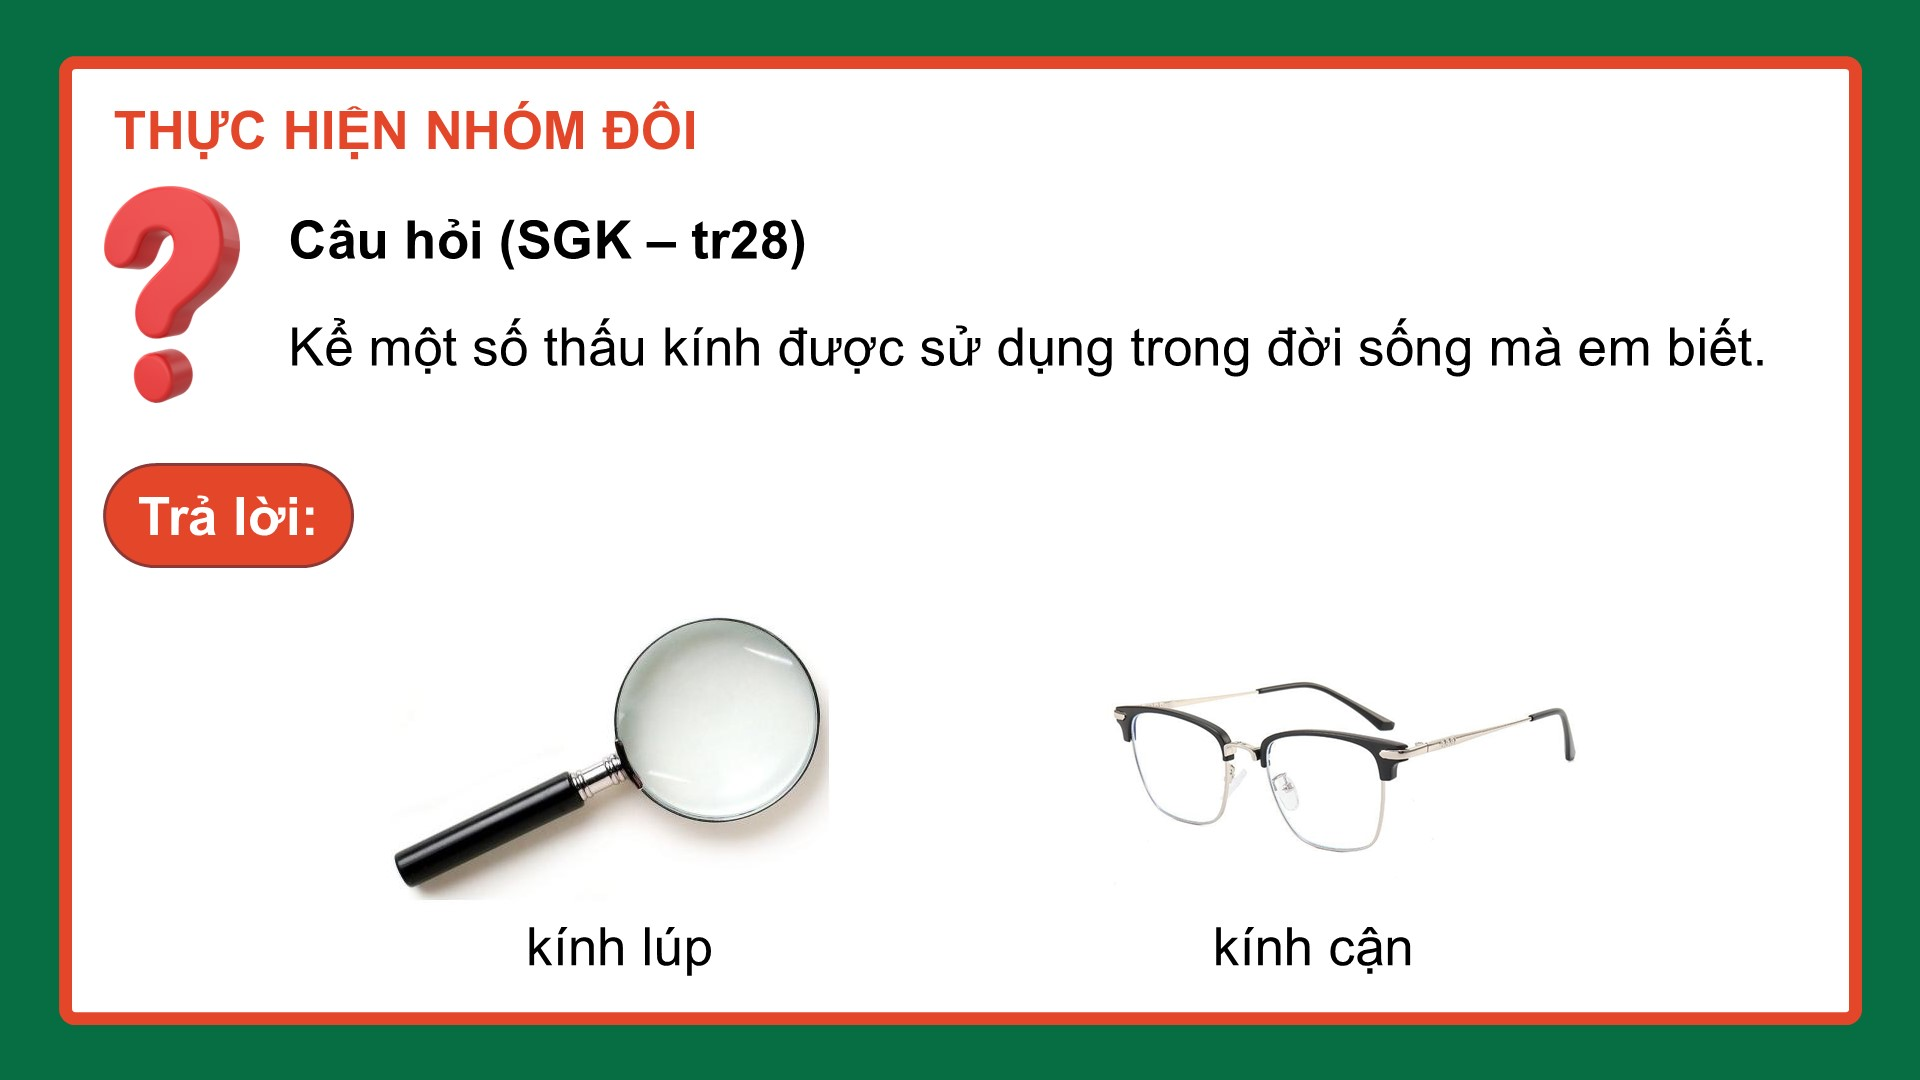 THỰC HIỆN NHÓM ĐÔI
Câu hỏi (SGK – tr28)
Kể một số thấu kính được sử dụng trong đời sống mà em biết.
Trả lời:
kính lúp
kính cận